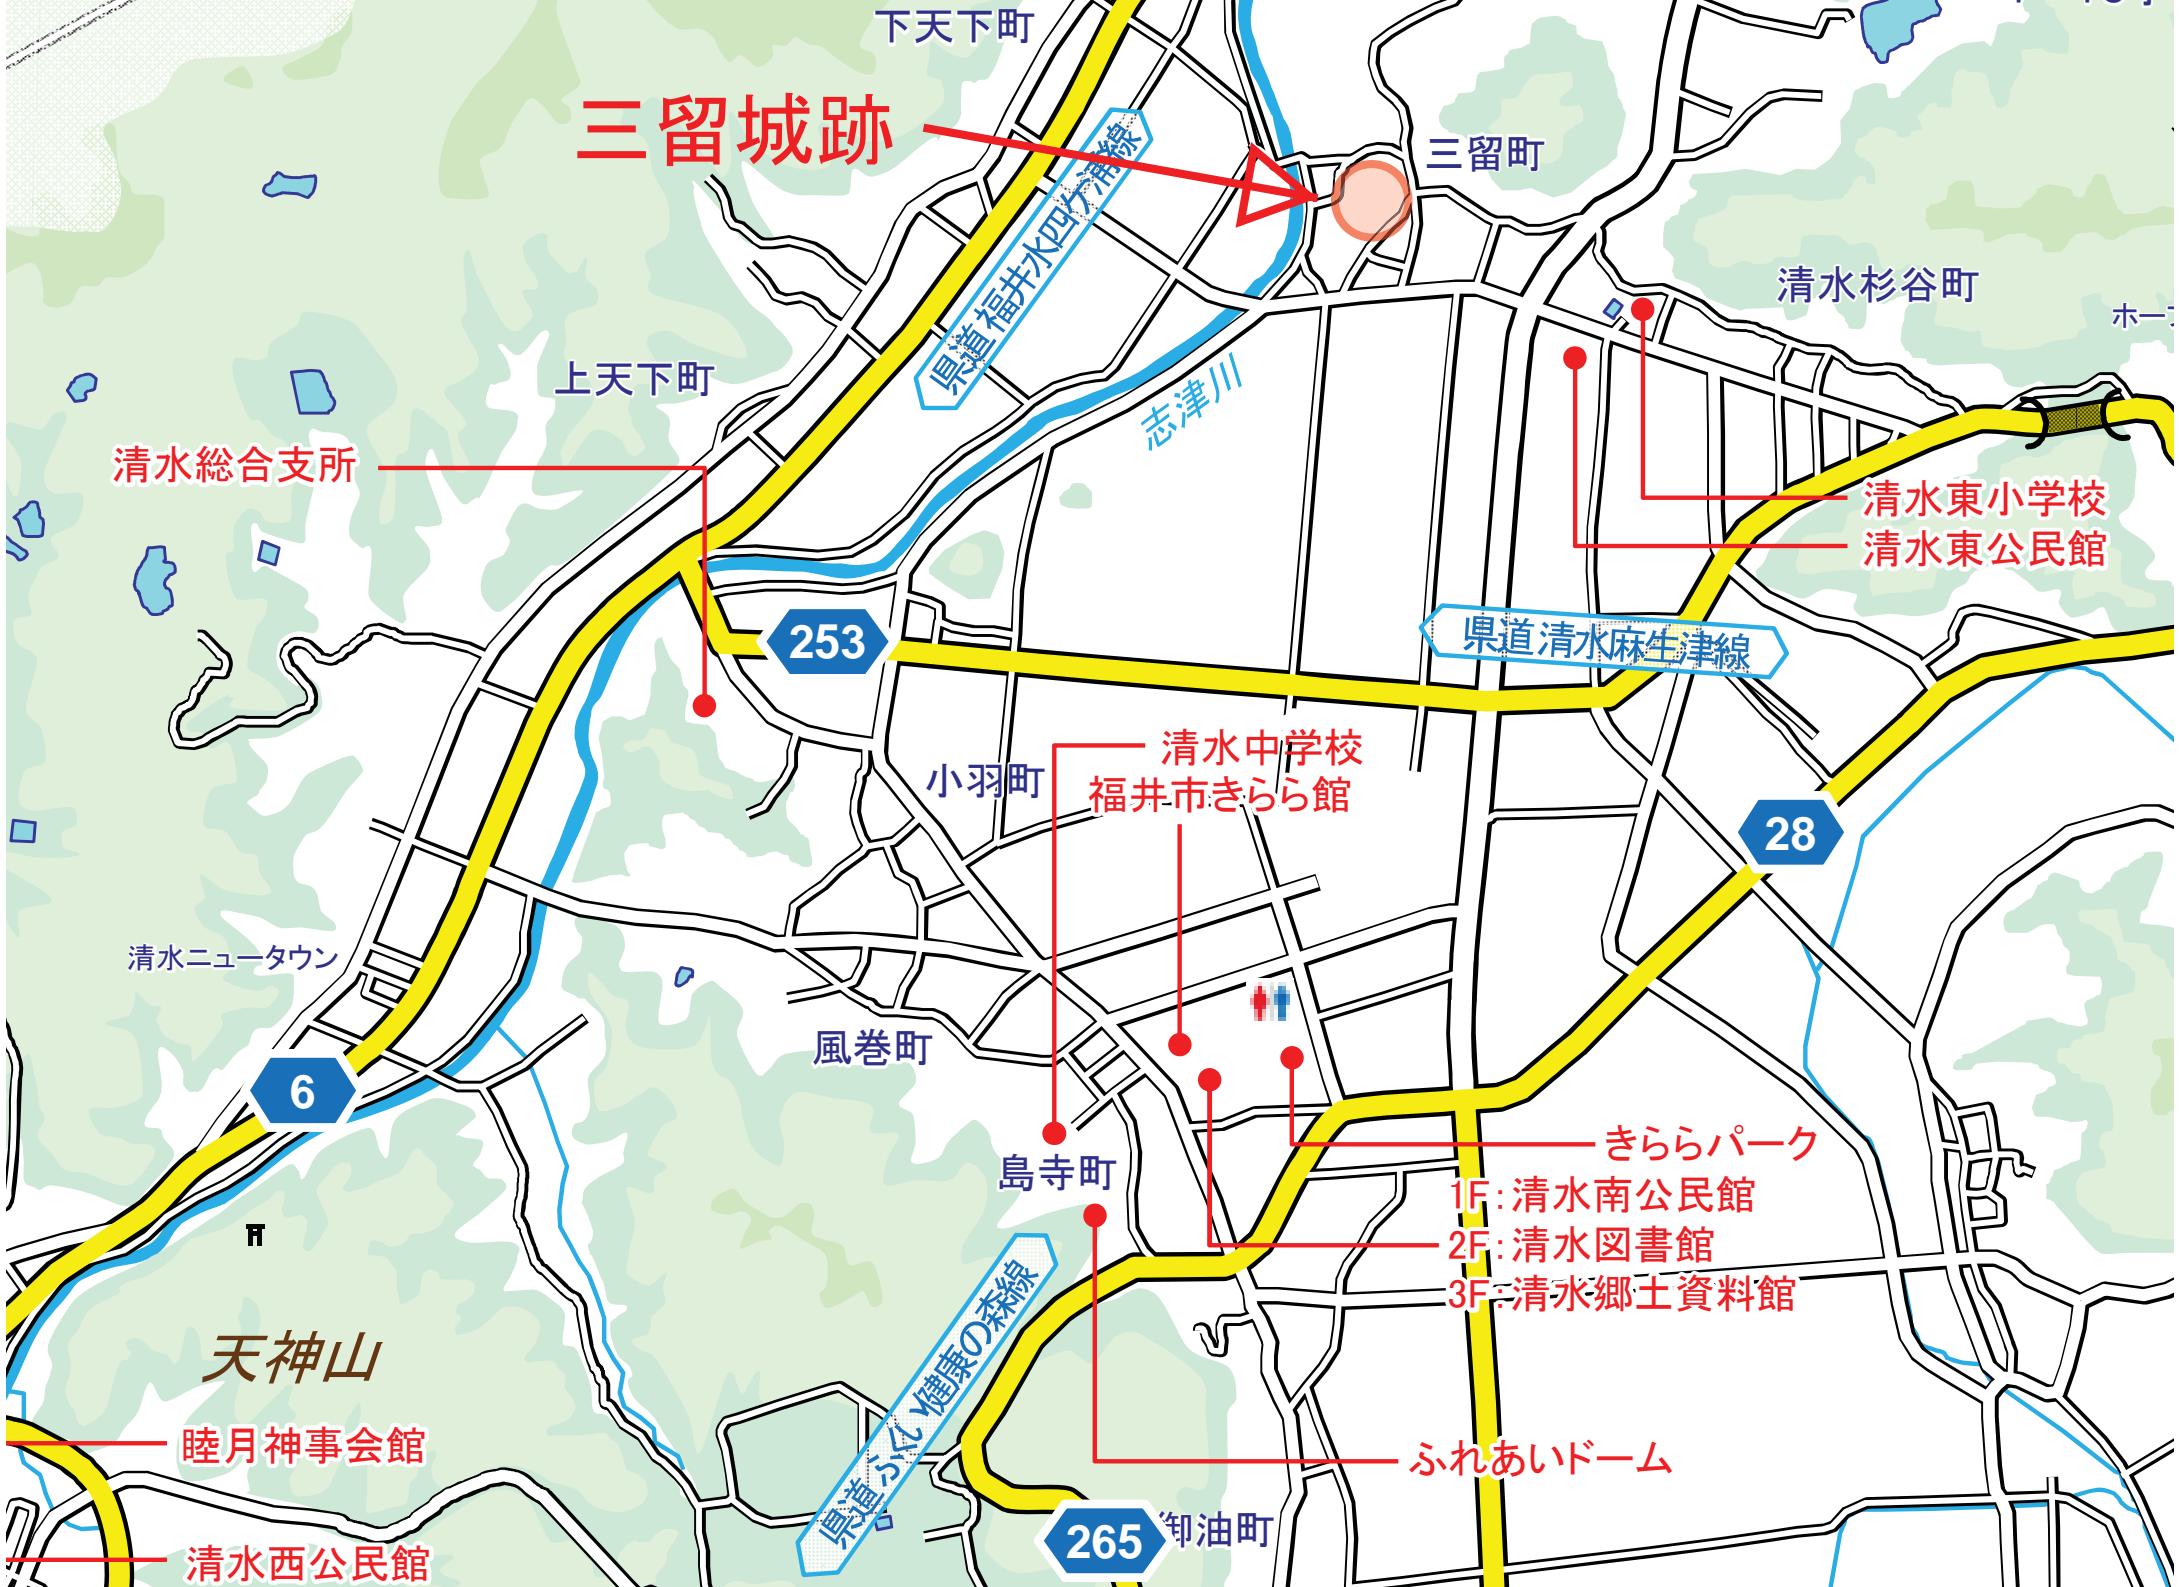 下天下町
三留城跡
県道福井水四ケ浦線
三留町
清水杉谷町
上天下町
志津川
清水総合支所
清水東小学校
清水東公民館
253
県道清水麻生津線
清水中学校
小羽町
福井市きらら館
28
清水ニュータウン
風巻町
6
島寺町
きららパーク
1F:清水南公民館
2F:清水図書館
3F:清水郷土資料館
天神山
県道ふくい健康の森線
睦月神事会館
ふれあいドーム
265
御油町
清水西公民館